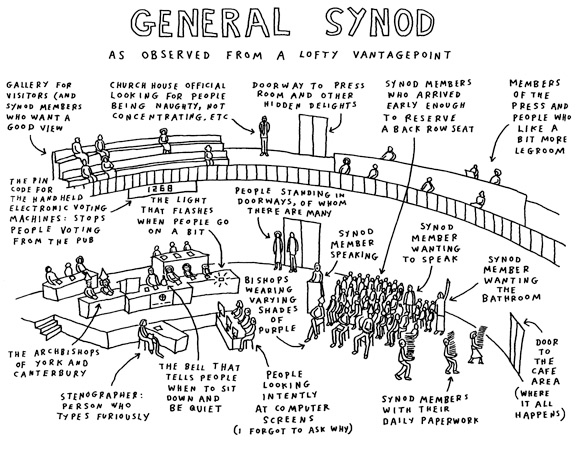 GENERAL SYNOD
AS OBSERVED FROM A LOFTY VANTAGEPOINT
GALLERY FOR
VISITORS (AND
SYNOD MEMBERS
WHO WANT A
GOOD VIEW
CHURCH HOUSE OFFICIAL
LOOKING FOR PEOPLE
BEING NAUGHTY, NOT
CONCENTRATING, ETC
DOORWAY TO PRESS
ROOM AND OTHER
HIDDEN DELIGHTS
SYNOD MEMBERS
WHO ARRIVED
EARLY ENOUGH
TO RESERVE
A BACK ROW SEAT
MEMBERS
OF THE
PRESS AND
PEOPLE WHO
LIKE A
BIT MORE
LEGROOM
THE PIN
CODE FOR
THE HANDHELD
ELECTRONIC VOTING
MACHINES: STOPS
PEOPLE VOTING
FROM THE PUB
1268
THE LIGHT
THAT FLASHES
WHEN PEOPLE GO
ON A BIT
PEOPLE STANDING IN
DOORWAYS, OF WHOM
THERE ARE MANY
SYNOD
MEMBER
SPEAKING
SYNOD
MEMBER
WANTING
TO SPEAK
SYNOD
MEMBER
WANTING
THE
BATHROOM
BISHOPS
WEARING
VARYING
SHADES
OF
PURPLE
THE ARCHBISHOPS
OF YORK AND
CANTERBURY
STENOGRAPHER:
PERSON WHO
TYPES FURIOUSLY
THE BELL THAT
TELLS PEOPLE
WHEN TO SIT
DOWN AND
BE QUIET
PEOPLE
LOOKING
INTENTLY
AT COMPUTER
SCREENS
(I FORGOT TO ASK WHY)
SYNOD MEMBERS
WITH THEIR
DAILY PAPERWORK
DOOR
TO THE
CAFE
AREA
(WHERE
IT ALL
HAPPENS)